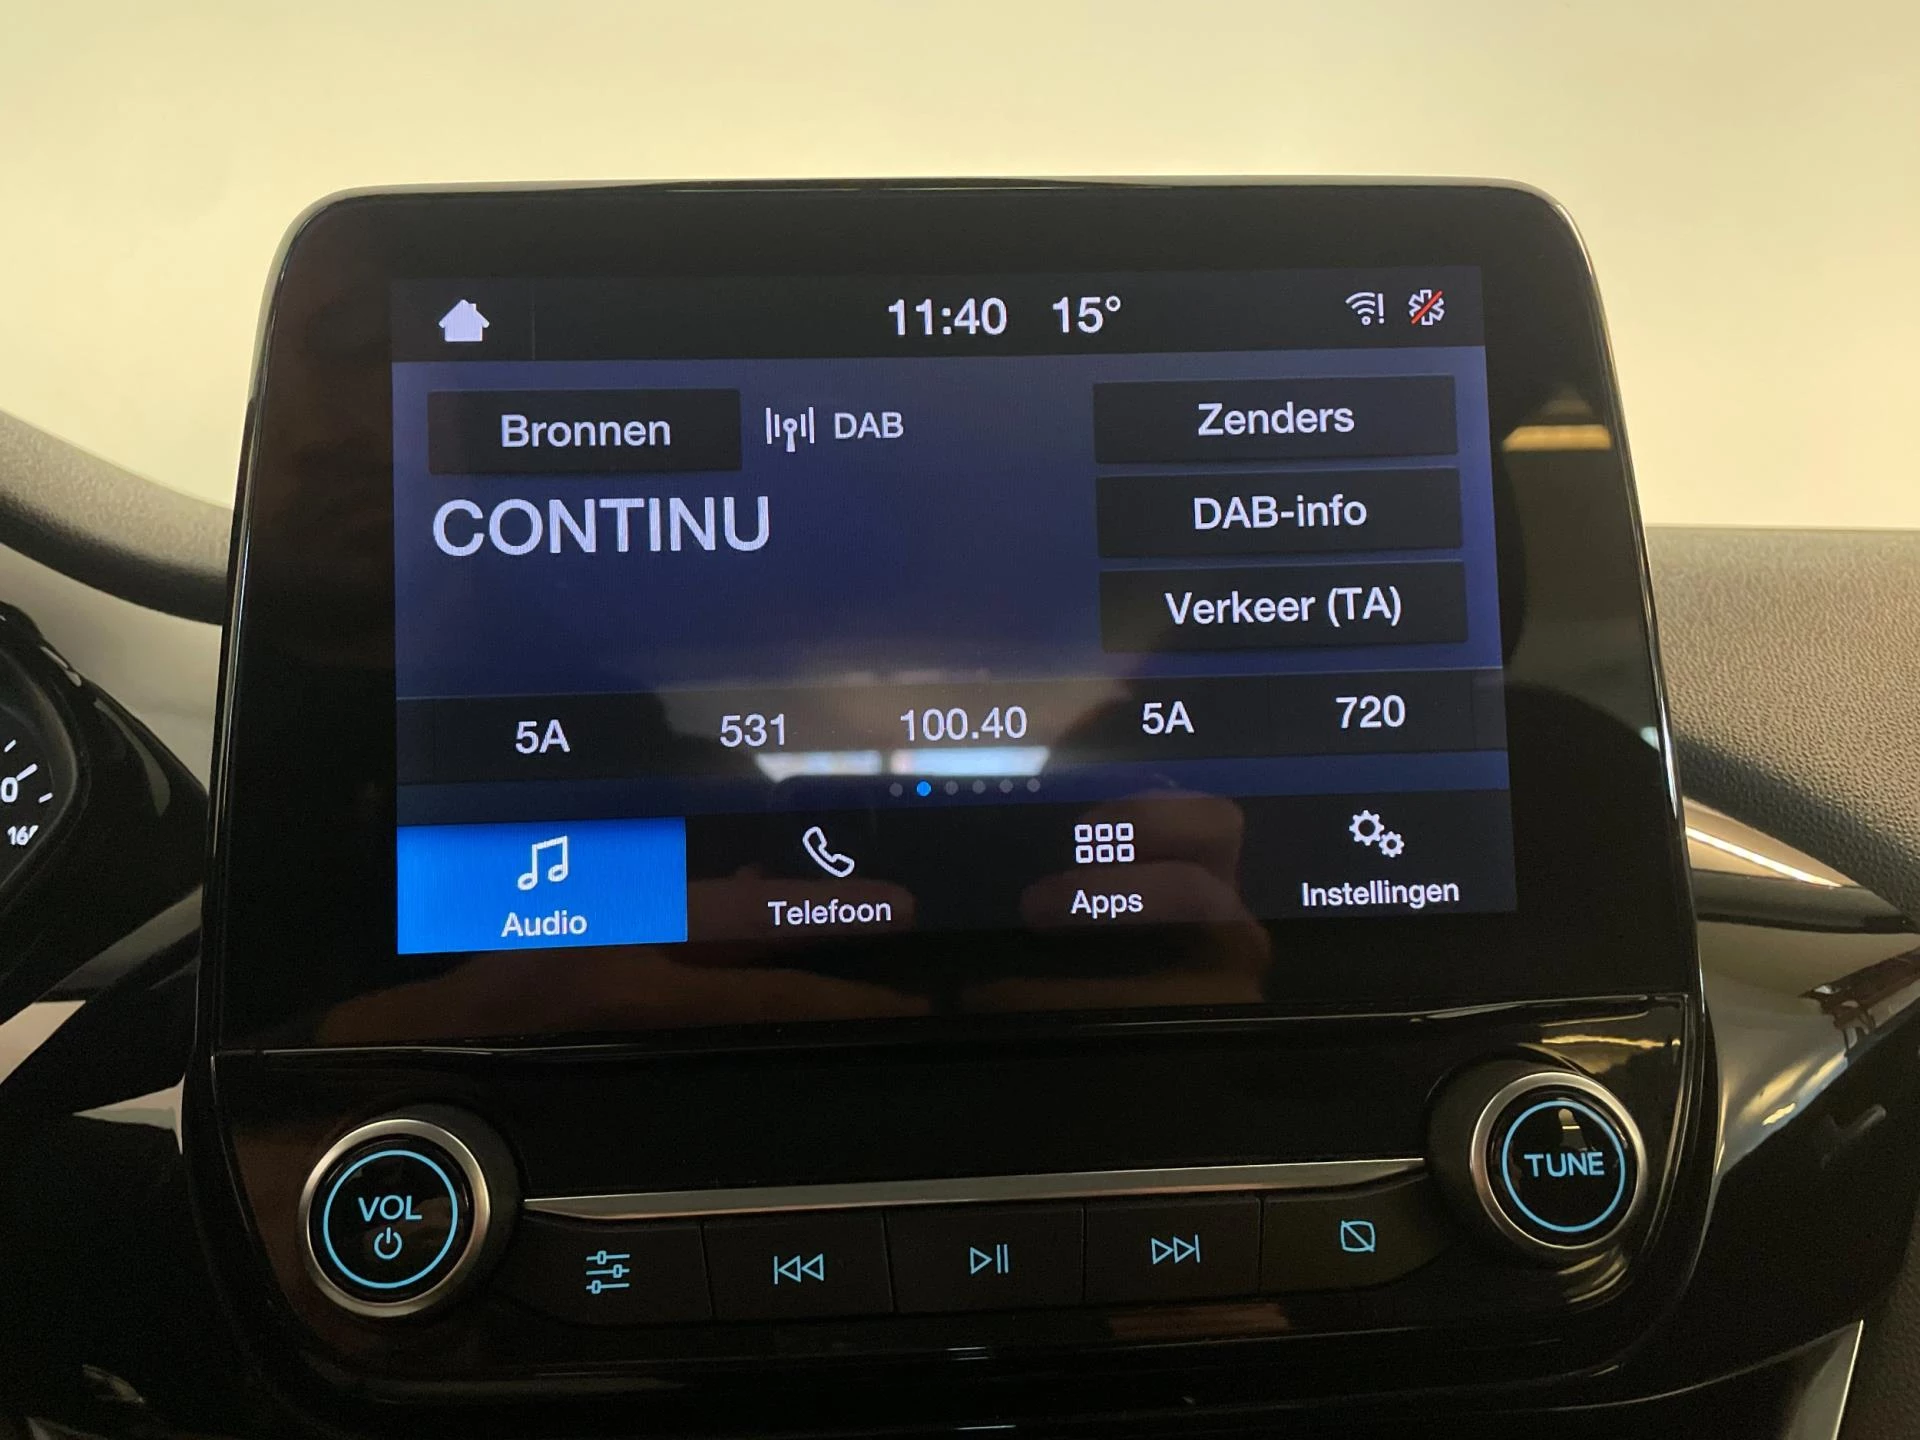 11:40 15°
Bronnen DAB Zenders
CONTINU DAB-info
Verkeer (TA)
5A 531 100.40 5A 720
Audio Telefoon Apps Instellingen
VOL TUNE